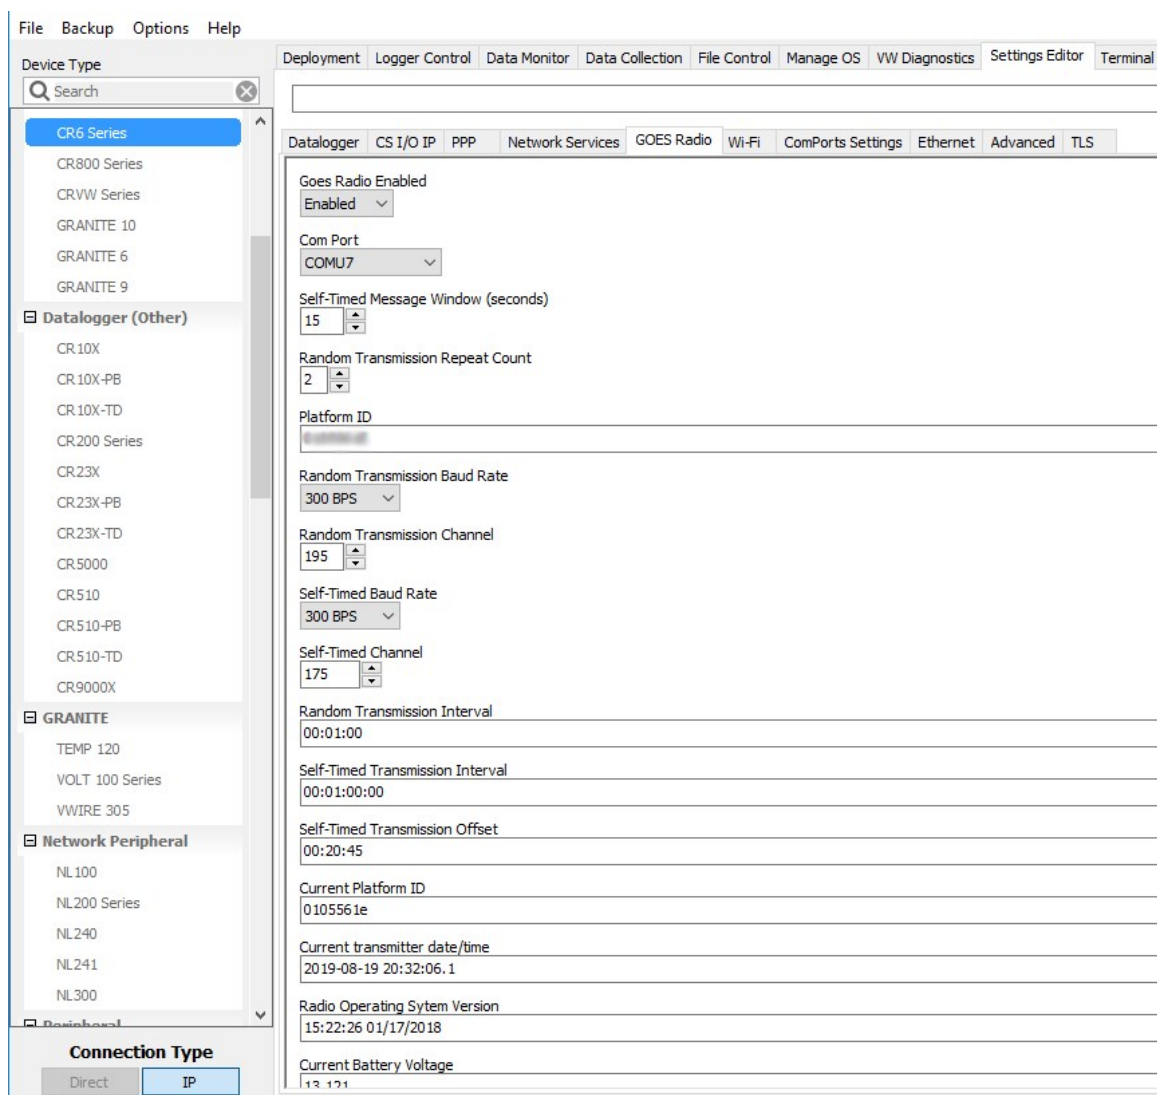 File Backup Options Help
Device Type
Search
CR6 Series
CR800 Series
CRVW Series
GRANITE 10
GRANITE 6
GRANITE 9
Datalogger (Other)
CR10X
CR10X-PB
CR10X-TD
CR200 Series
CR23X
CR23X-PB
CR23X-TD
CR5000
CR510
CR510-PB
CR510-TD
CR9000X
GRANITE
TEMP 120
VOLT 100 Series
VWIRE 305
Network Peripheral
NL100
NL200 Series
NL240
NL241
NL300
Peripheral
Connection Type
Direct IP
Deployment Logger Control Data Monitor Data Collection File Control Manage OS VW Diagnostics Settings Editor Terminal
Datalogger CS I/O IP PPP Network Services GOES Radio Wi-Fi ComPorts Settings Ethernet Advanced TLS
Goes Radio Enabled
Enabled
Com Port
COMU7
Self-Timed Message Window (seconds)
15
Random Transmission Repeat Count
2
Platform ID
Random Transmission Baud Rate
300 BPS
Random Transmission Channel
195
Self-Timed Baud Rate
300 BPS
Self-Timed Channel
175
Random Transmission Interval
00:01:00
Self-Timed Transmission Interval
00:01:00:00
Self-Timed Transmission Offset
00:20:45
Current Platform ID
0105561e
Current transmitter date/time
2019-08-19 20:32:06.1
Radio Operating Sytem Version
15:22:26 01/17/2018
Current Battery Voltage
13.121